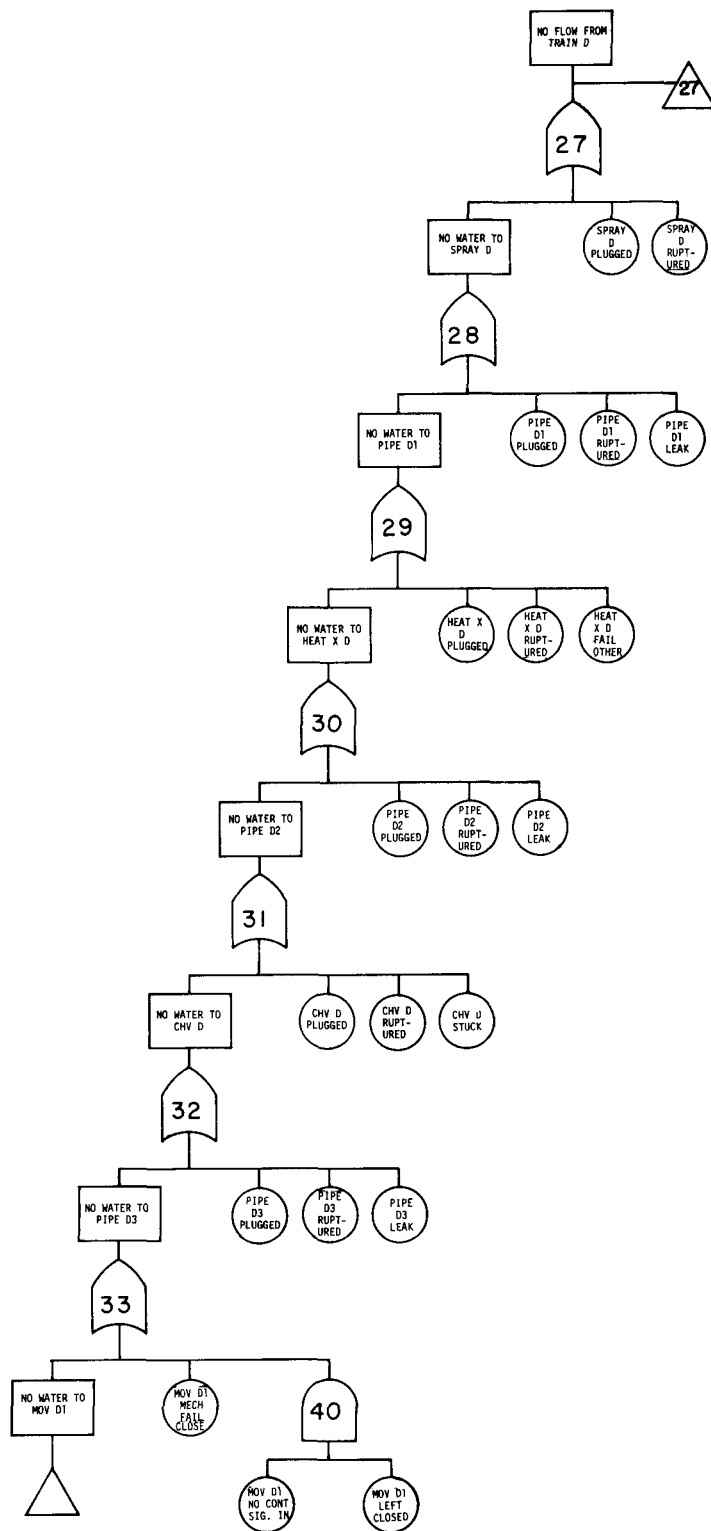 NO FLOW FROM
TRAIN D
27
27
NO WATER TO
SPRAY D
SPRAY
D
PLUGGED
SPRAY
D
RUPT-
URED
28
NO WATER TO
PIPE D1
PIPE
D1
PLUGGED
PIPE
D1
RUPT-
URED
PIPE
D1
LEAK
29
NO WATER TO
HEAT X D
HEAT X
D
PLUGGED
HEAT
X D
RUPT-
URED
HEAT
X D
FAIL
OTHER
30
NO WATER TO
PIPE D2
PIPE
D2
PLUGGED
PIPE
D2
RUPT-
URED
PIPE
D2
LEAK
31
NO WATER TO
CHV D
CHV D
PLUGGED
CHV D
RUPT-
URED
CHV D
STUCK
32
NO WATER TO
PIPE D3
PIPE
D3
PLUGGED
PIPE
D3
RUPT-
URED
PIPE
D3
LEAK
33
NO WATER TO
MOV D1
MOV D1
MECH
FAIL
CLOSE
40
MOV D1
NO CONT
SIG. IN
MOV D1
LEFT
CLOSED